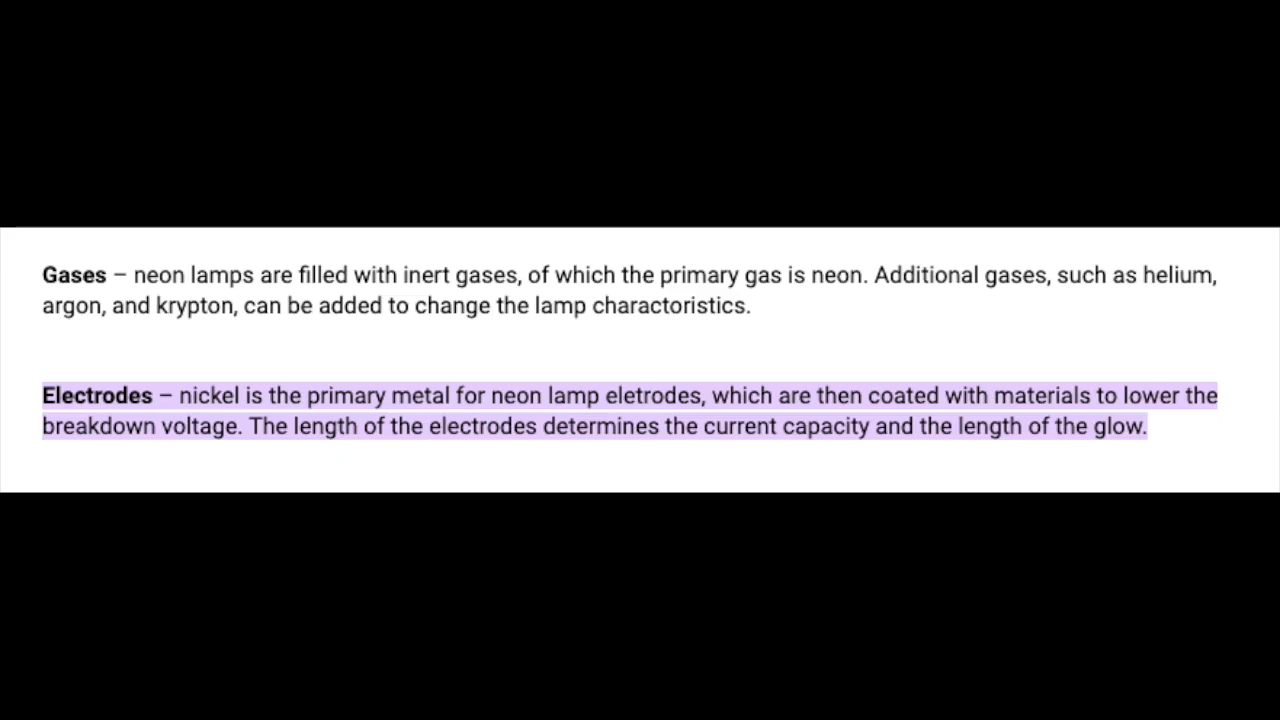 Gases – neon lamps are filled with inert gases, of which the primary gas is neon. Additional gases, such as helium,
argon, and krypton, can be added to change the lamp charactoristics.
Electrodes – nickel is the primary metal for neon lamp eletrodes, which are then coated with materials to lower the
breakdown voltage. The length of the electrodes determines the current capacity and the length of the glow.